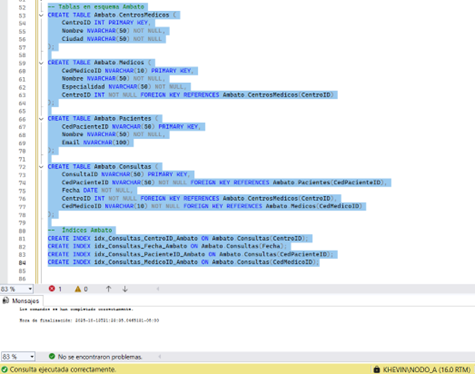 52 -- Tablas en esquema Ambato
53 CREATE TABLE Ambato.CentrosMedicos (
54 CentroID INT PRIMARY KEY,
55 Nombre NVARCHAR(50) NOT NULL,
56 Ciudad NVARCHAR(50) NOT NULL
57 );
58
59 CREATE TABLE Ambato.Medicos (
60 CedMedicoID NVARCHAR(10) PRIMARY KEY,
61 Nombre NVARCHAR(50) NOT NULL,
62 Especialidad NVARCHAR(50) NOT NULL,
63 CentroID INT NOT NULL FOREIGN KEY REFERENCES Ambato.CentrosMedicos(CentroID)
64 );
65
66 CREATE TABLE Ambato.Pacientes (
67 CedPacienteID NVARCHAR(50) PRIMARY KEY,
68 Nombre NVARCHAR(50) NOT NULL,
69 Email NVARCHAR(100)
70 );
71
72 CREATE TABLE Ambato.Consultas (
73 ConsultaID NVARCHAR(50) PRIMARY KEY,
74 CedPacienteID NVARCHAR(50) NOT NULL FOREIGN KEY REFERENCES Ambato.Pacientes(CedPacienteID),
75 Fecha DATE NOT NULL,
76 CentroID INT NOT NULL FOREIGN KEY REFERENCES Ambato.CentrosMedicos(CentroID),
77 CedMedicoID NVARCHAR(10) NOT NULL FOREIGN KEY REFERENCES Ambato.Medicos(CedMedicoID)
78 );
79
80 -- Indices Ambato
81 CREATE INDEX idx_Consultas_CentroID_Ambato ON Ambato.Consultas(CentroID);
82 CREATE INDEX idx_Consultas_Fecha_Ambato ON Ambato.Consultas(Fecha);
83 CREATE INDEX idx_Consultas_PacienteID_Ambato ON Ambato.Consultas(CedPacienteID);
84 CREATE INDEX idx_Consultas_MedicoID_Ambato ON Ambato.Consultas(CedMedicoID);
85
86
83 % 1 0
Mensajes
Los comandos se han completado correctamente.
Hora de finalización:
83 % No se encontraron problemas.
Consulta ejecutada correctamente. KHEVIN\NODO_A (16.0 RTM)